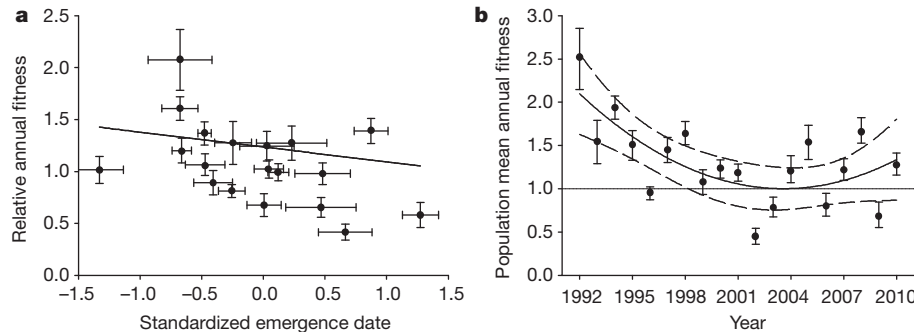 a
Relative annual fitness
2.5
2.0
1.5
1.0
0.5
0.0
−1.5 −1.0 −0.5 0.0 0.5 1.0 1.5
Standardized emergence date
b
Population mean annual fitness
3.0
2.5
2.0
1.5
1.0
0.5
0.0
1992 1995 1998 2001 2004 2007 2010
Year